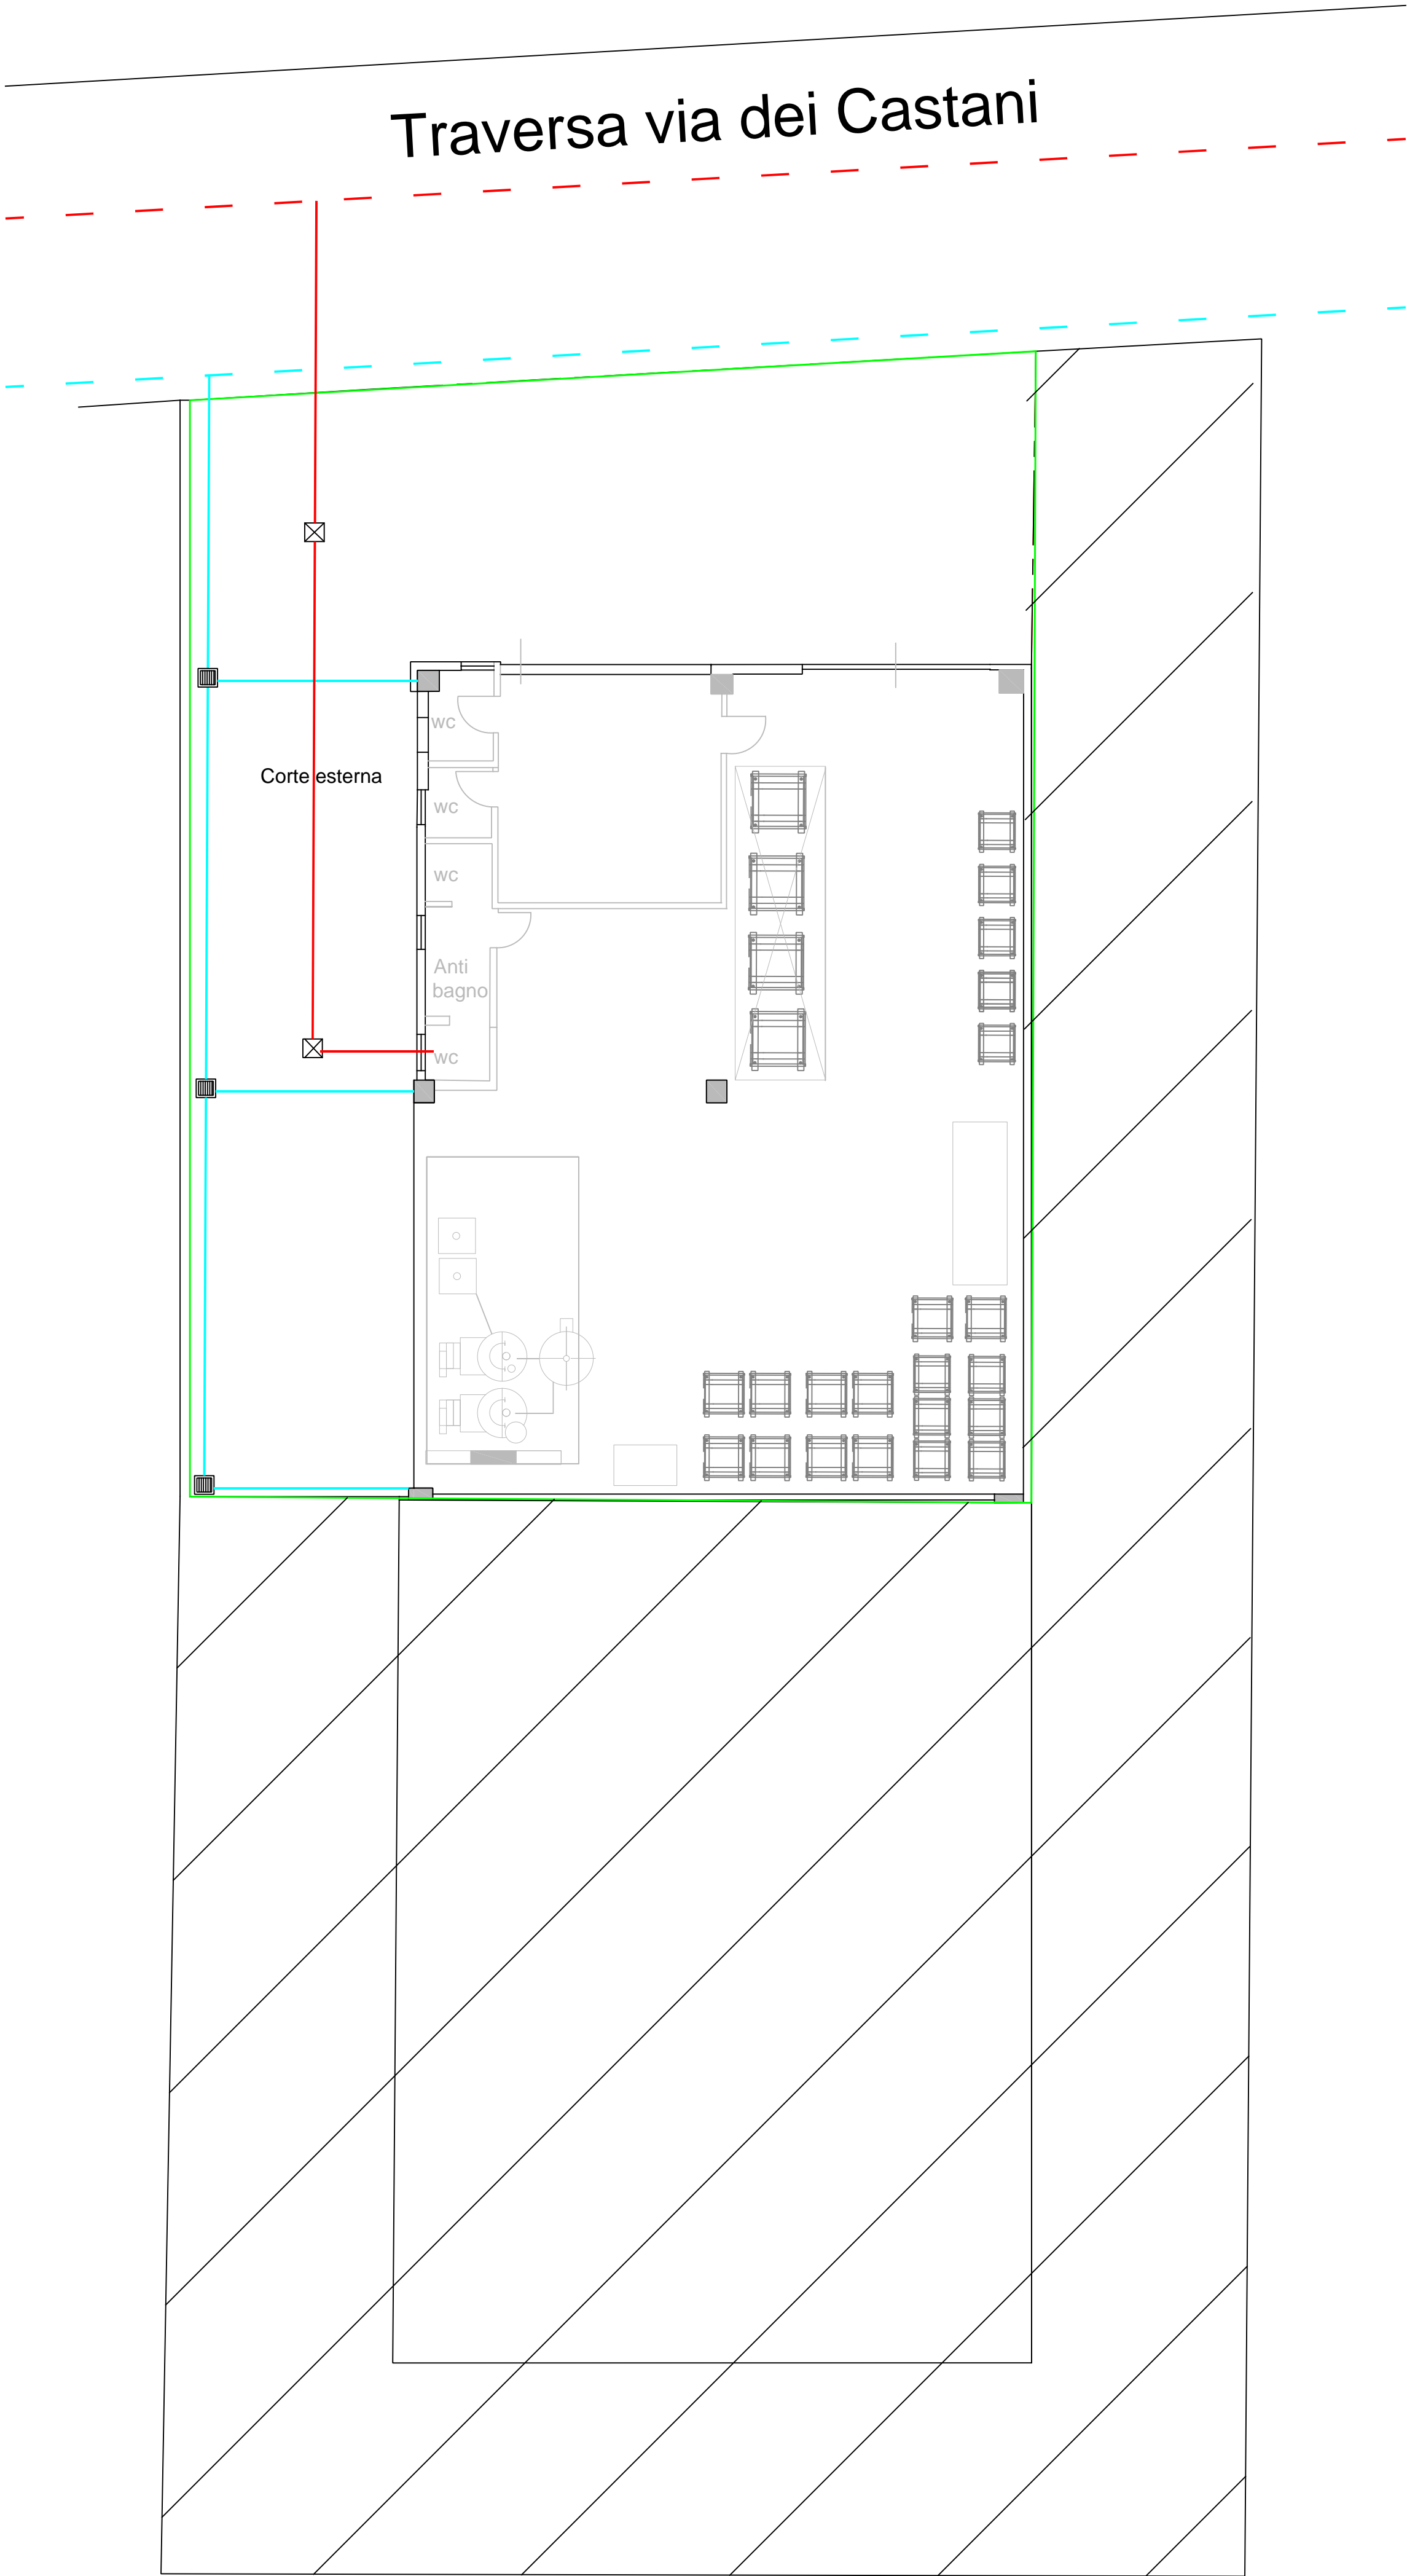 Traversa via dei Castani
wc
Corte esterna
wc
wc
Anti
bagno
wc